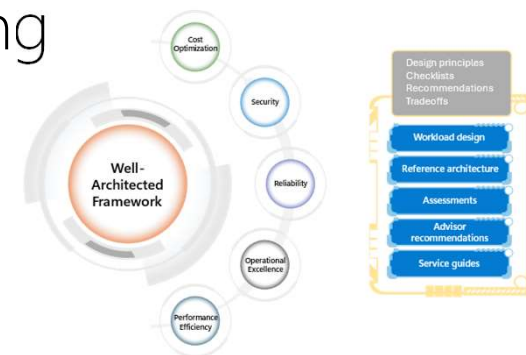 Cost
Optimization
Security
Well-
Architected
Framework
Reliability
Operational
Excellence
Performance
Efficiency
Design principles
Checklists
Recommendations
Tradeoffs
Workload design
Reference architecture
Assessments
Advisor
recommendations
Service guides